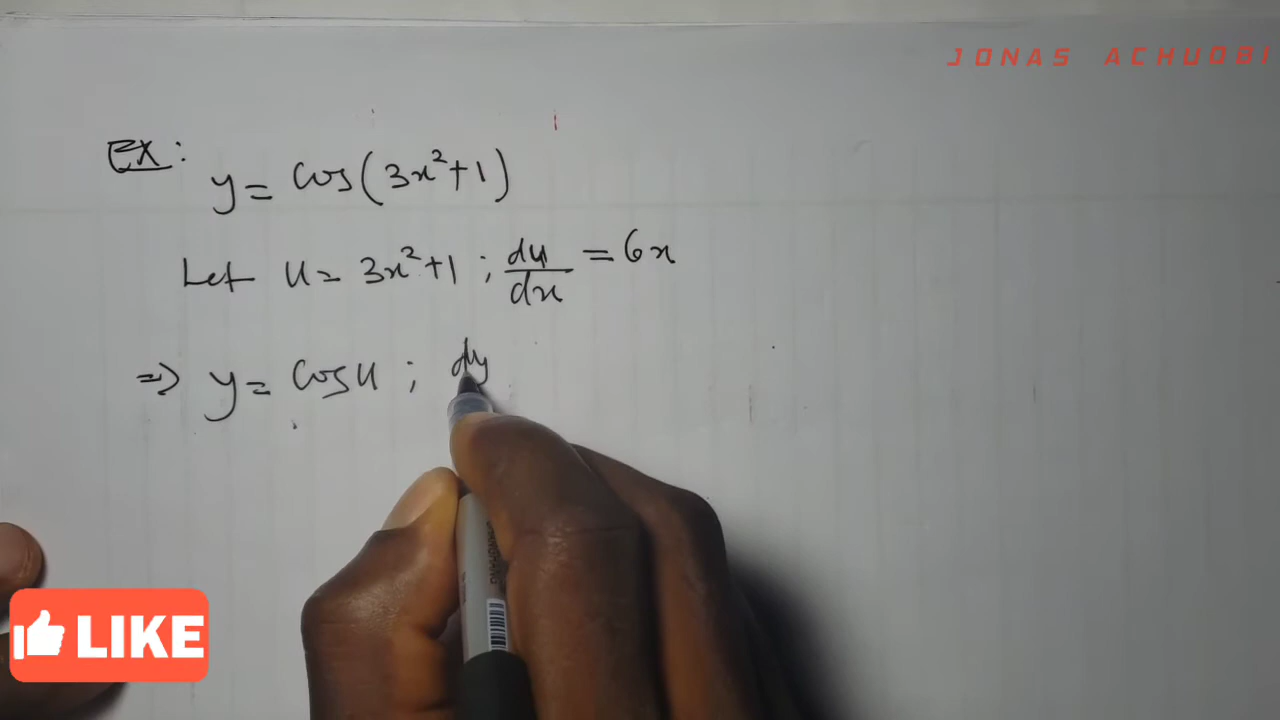 JONAS ACHUOBI
Ex: y = cos(3x²+1)
Let u = 3x²+1 ; du/dx = 6x
⇒ y = cos u ; dy
LIKE